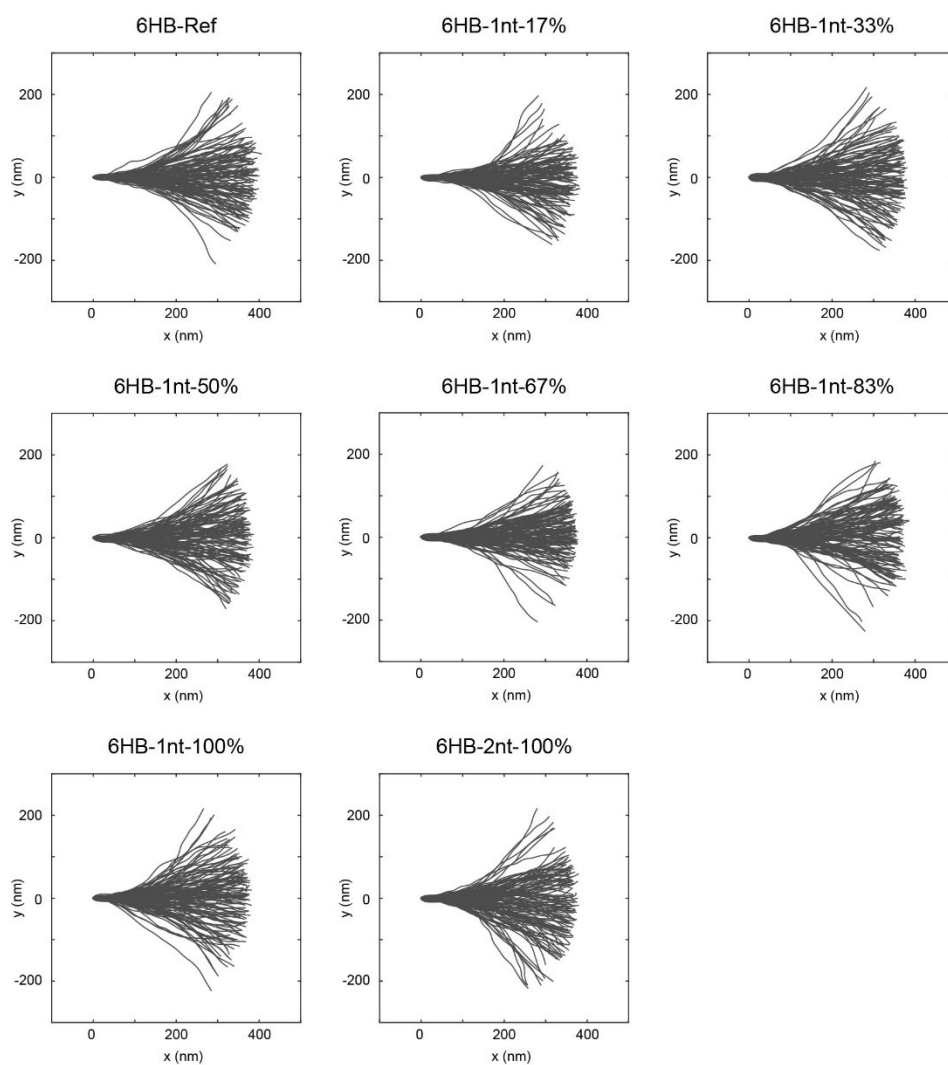 6HB-Ref
6HB-1nt-17%
6HB-1nt-33%
200
0
-200
y (nm)
0
200
400
x (nm)
200
0
-200
y (nm)
0
200
400
x (nm)
200
0
-200
y (nm)
0
200
400
x (nm)
6HB-1nt-50%
6HB-1nt-67%
6HB-1nt-83%
200
0
-200
y (nm)
0
200
400
x (nm)
200
0
-200
y (nm)
0
200
400
x (nm)
200
0
-200
y (nm)
0
200
400
x (nm)
6HB-1nt-100%
6HB-2nt-100%
200
0
-200
y (nm)
0
200
400
x (nm)
200
0
-200
y (nm)
0
200
400
x (nm)